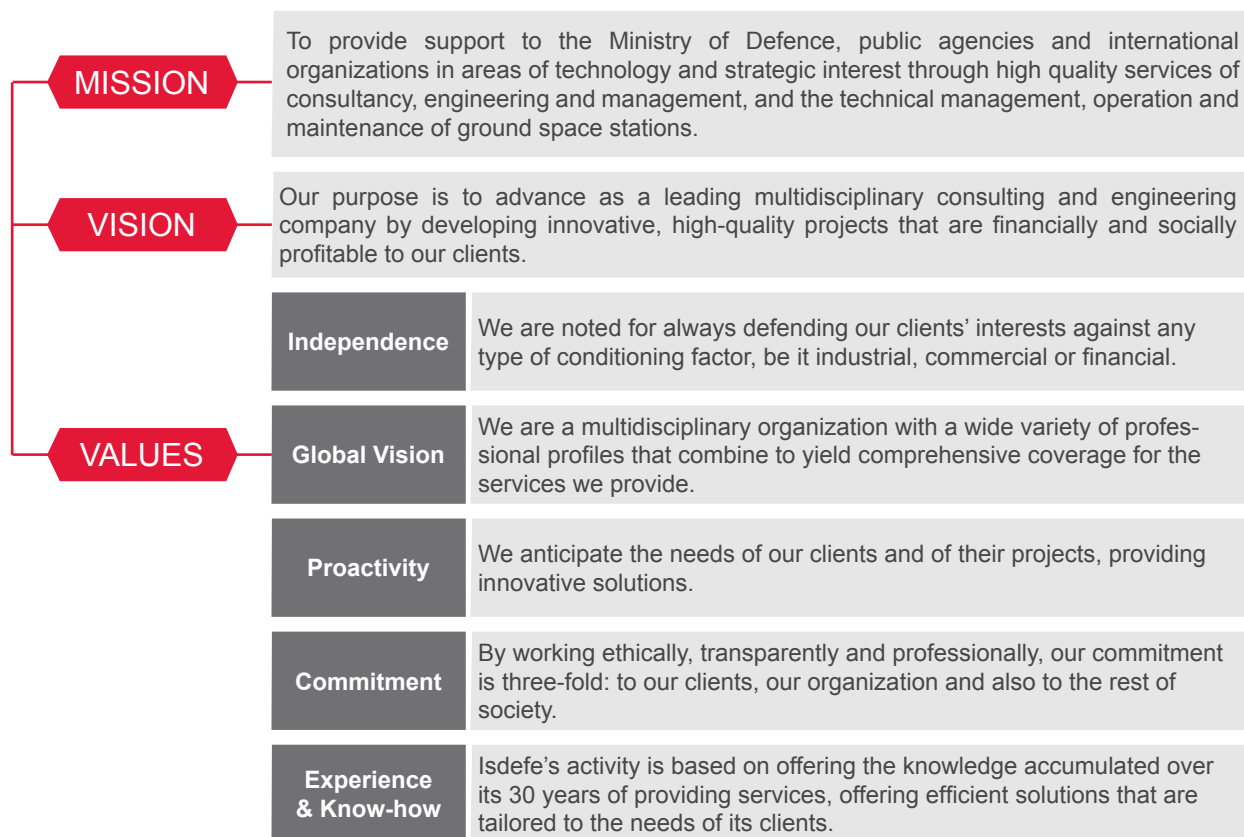 MISSION
To provide support to the Ministry of Defence, public agencies and international
organizations in areas of technology and strategic interest through high quality services of
consultancy, engineering and management, and the technical management, operation and
maintenance of ground space stations.
VISION
Our purpose is to advance as a leading multidisciplinary consulting and engineering
company by developing innovative, high-quality projects that are financially and socially
profitable to our clients.
VALUES
Independence
We are noted for always defending our clients’ interests against any
type of conditioning factor, be it industrial, commercial or financial.
Global Vision
We are a multidisciplinary organization with a wide variety of profes-
sional profiles that combine to yield comprehensive coverage for the
services we provide.
Proactivity
We anticipate the needs of our clients and of their projects, providing
innovative solutions.
Commitment
By working ethically, transparently and professionally, our commitment
is three-fold: to our clients, our organization and also to the rest of
society.
Experience
& Know-how
Isdefe’s activity is based on offering the knowledge accumulated over
its 30 years of providing services, offering efficient solutions that are
tailored to the needs of its clients.